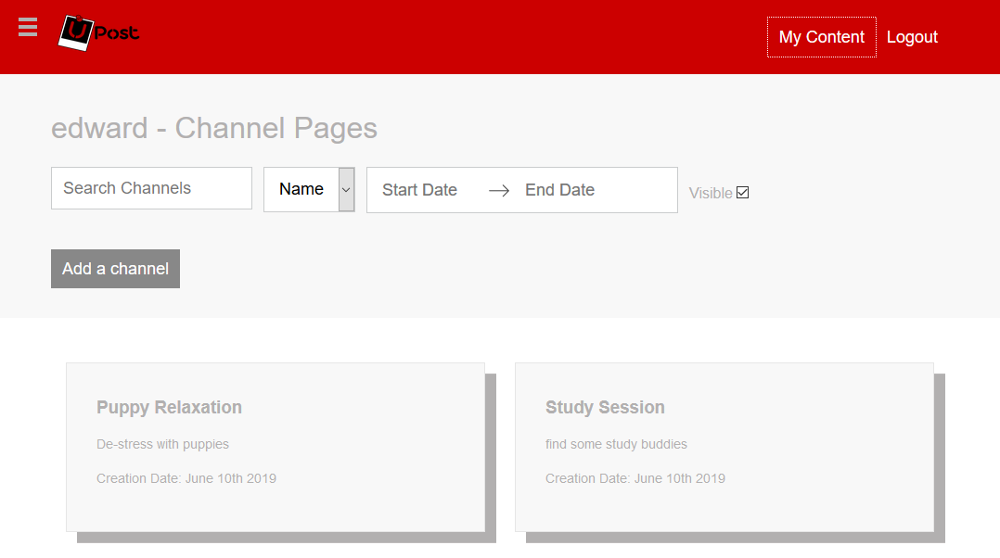 U Post
My Content Logout
edward - Channel Pages
Search Channels Name Start Date → End Date Visible
Add a channel
Puppy Relaxation
De-stress with puppies
Creation Date: June 10th 2019
Study Session
find some study buddies
Creation Date: June 10th 2019